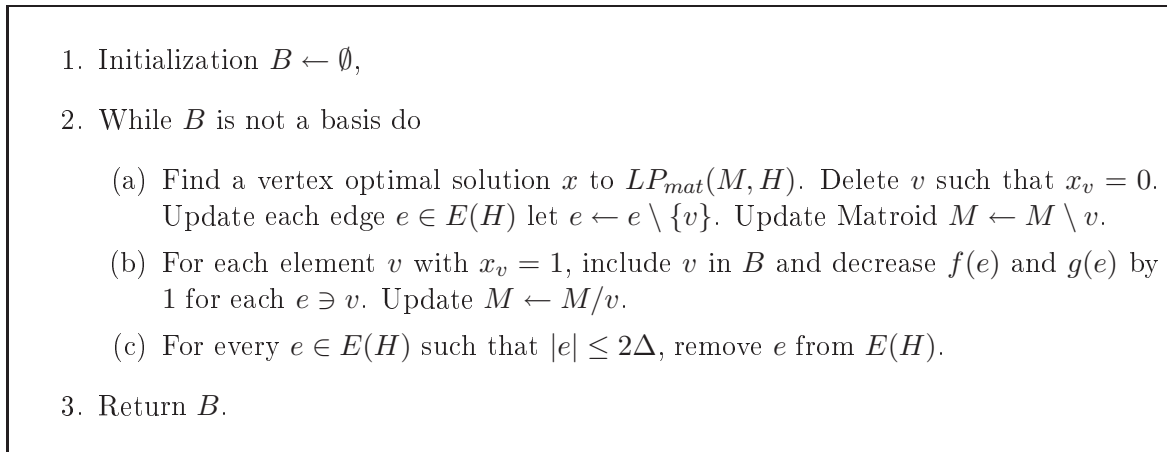 1. Initialization B ← ∅,
2. While B is not a basis do
(a) Find a vertex optimal solution x to LP_{mat}(M, H). Delete v such that x_v = 0.
Update each edge e ∈ E(H) let e ← e \ {v}. Update Matroid M ← M \ v.
(b) For each element v with x_v = 1, include v in B and decrease f(e) and g(e) by
1 for each e ∋ v. Update M ← M/v.
(c) For every e ∈ E(H) such that |e| ≤ 2Δ, remove e from E(H).
3. Return B.